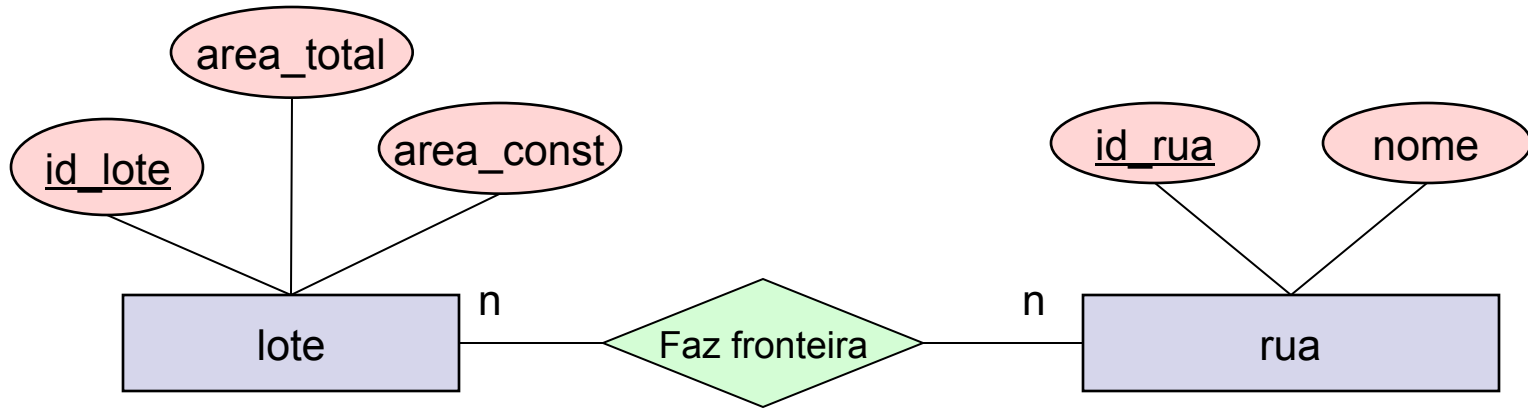 area_total
id_lote
area_const
id_rua
nome
n
n
lote
Faz fronteira
rua